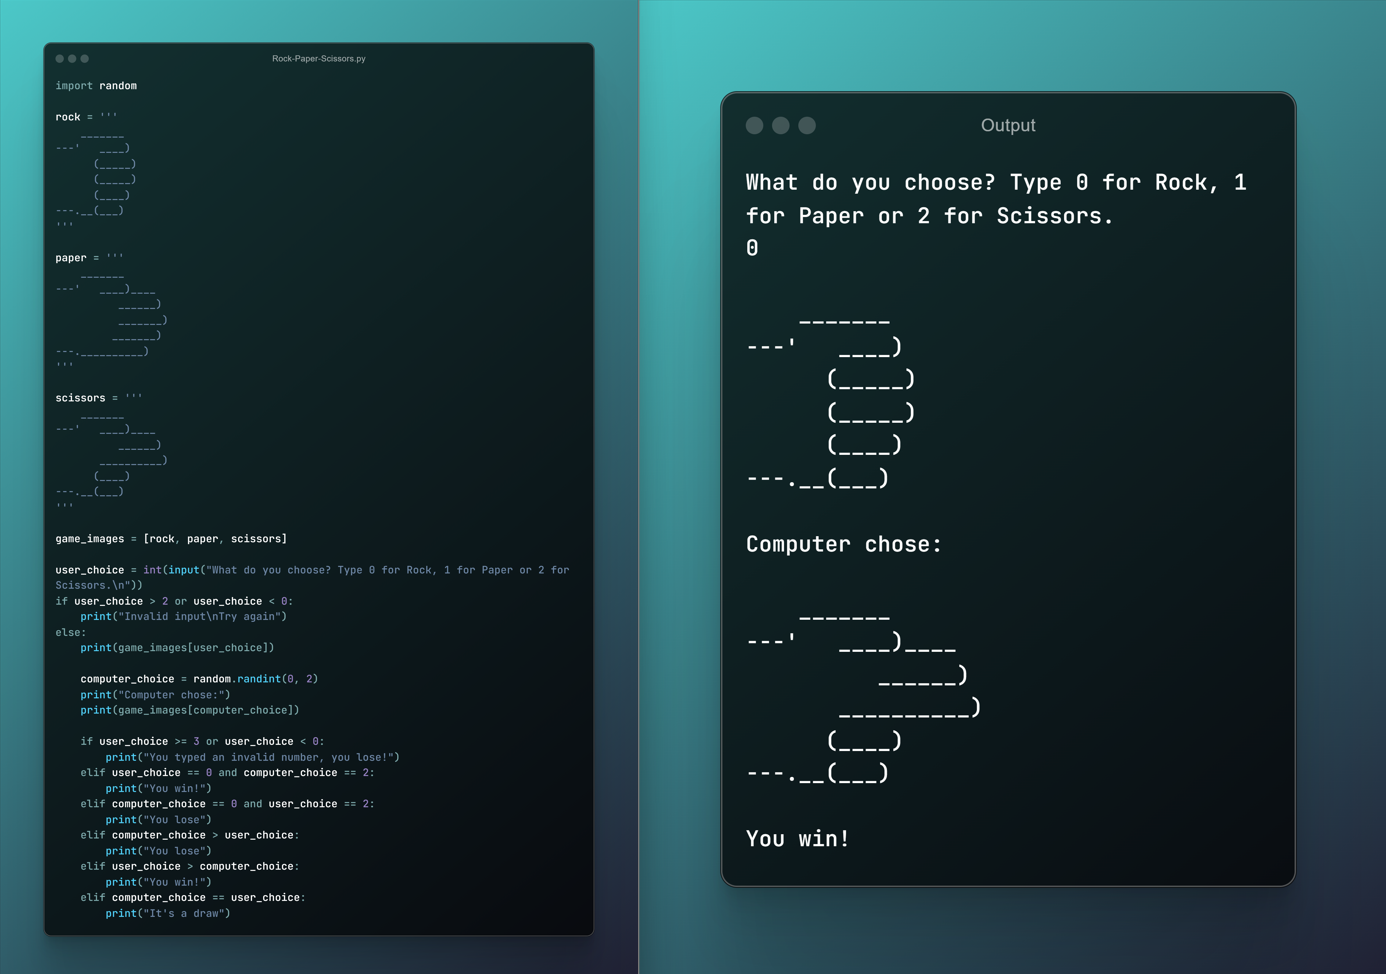 Rock-Paper-Scissors.py
import random

rock = '''
    _______
---'   ____)
      (_____)
      (_____)
      (____)
---.__(___)
'''

paper = '''
    _______
---'   ____)____
          ______)
          _______)
         _______)
---.__________)
'''

scissors = '''
    _______
---'   ____)____
          ______)
       __________)
      (____)
---.__(___)
'''

game_images = [rock, paper, scissors]

user_choice = int(input("What do you choose? Type 0 for Rock, 1 for Paper or 2 for
Scissors.\n"))
if user_choice > 2 or user_choice < 0:
    print("Invalid input\nTry again")
else:
    print(game_images[user_choice])

    computer_choice = random.randint(0, 2)
    print("Computer chose:")
    print(game_images[computer_choice])

    if user_choice >= 3 or user_choice < 0:
        print("You typed an invalid number, you lose!")
    elif user_choice == 0 and computer_choice == 2:
        print("You win!")
    elif computer_choice == 0 and user_choice == 2:
        print("You lose")
    elif computer_choice > user_choice:
        print("You lose")
    elif user_choice > computer_choice:
        print("You win!")
    elif computer_choice == user_choice:
        print("It's a draw")
Output
What do you choose? Type 0 for Rock, 1
for Paper or 2 for Scissors.
0

    _______
---'   ____)
      (_____)
      (_____)
      (____)
---.__(___)

Computer chose:

    _______
---'   ____)____
          ______)
       __________)
      (____)
---.__(___)

You win!